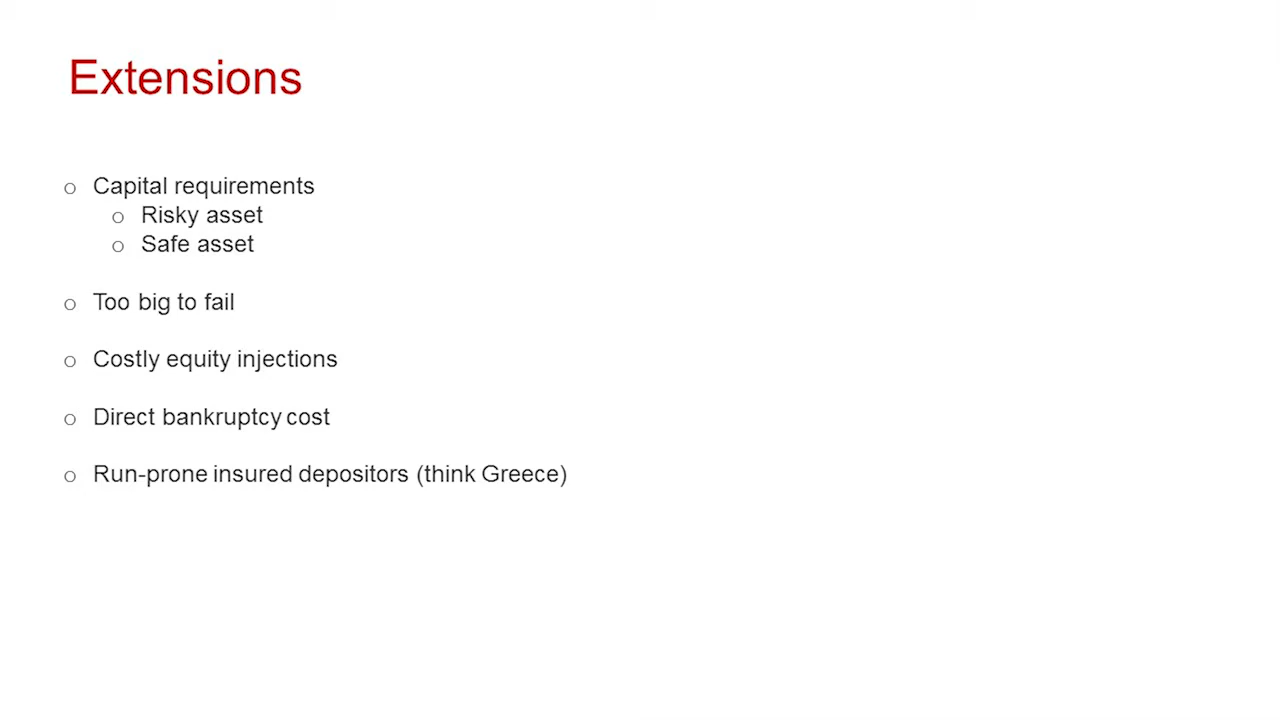 Extensions
o Capital requirements
o Risky asset
o Safe asset
o Too big to fail
o Costly equity injections
o Direct bankruptcy cost
o Run-prone insured depositors (think Greece)